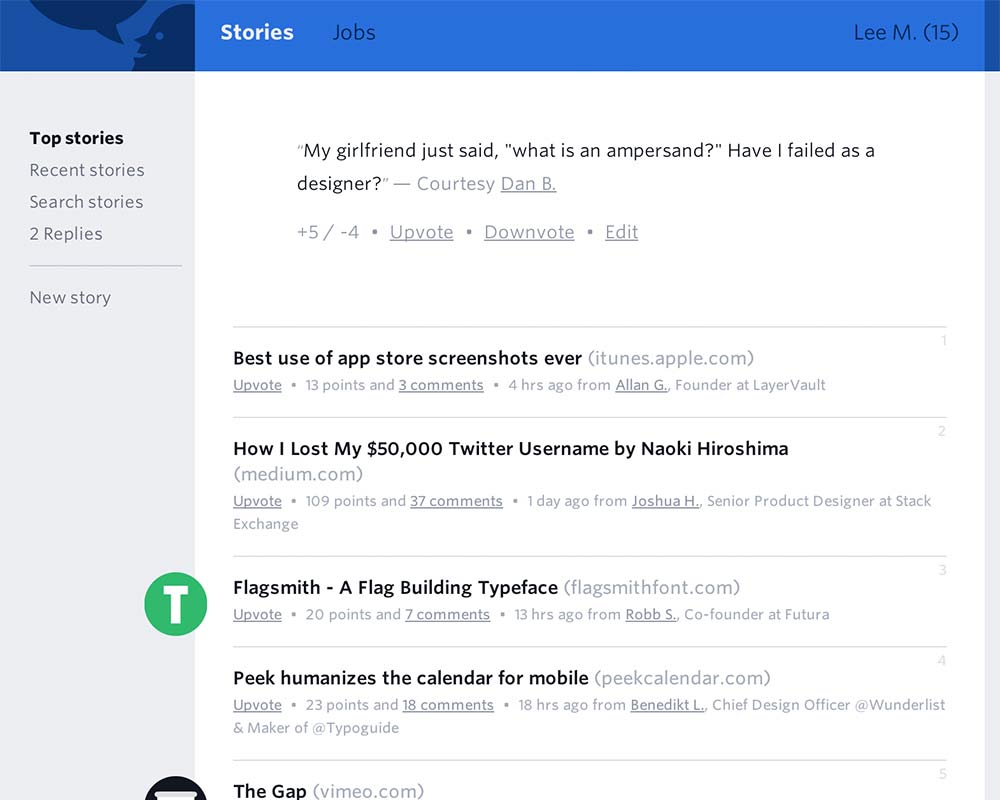 Stories Jobs Lee M. (15)
Top stories
Recent stories
Search stories
2 Replies
New story
“My girlfriend just said, "what is an ampersand?" Have I failed as a
designer?” — Courtesy Dan B.
+5 / -4 • Upvote • Downvote • Edit
1
Best use of app store screenshots ever (itunes.apple.com)
Upvote • 13 points and 3 comments • 4 hrs ago from Allan G., Founder at LayerVault
2
How I Lost My $50,000 Twitter Username by Naoki Hiroshima
(medium.com)
Upvote • 109 points and 37 comments • 1 day ago from Joshua H., Senior Product Designer at Stack
Exchange
3
T
Flagsmith - A Flag Building Typeface (flagsmithfont.com)
Upvote • 20 points and 7 comments • 13 hrs ago from Robb S., Co-founder at Futura
4
Peek humanizes the calendar for mobile (peekcalendar.com)
Upvote • 23 points and 18 comments • 18 hrs ago from Benedikt L., Chief Design Officer @Wunderlist
& Maker of @Typoguide
5
The Gap (vimeo.com)